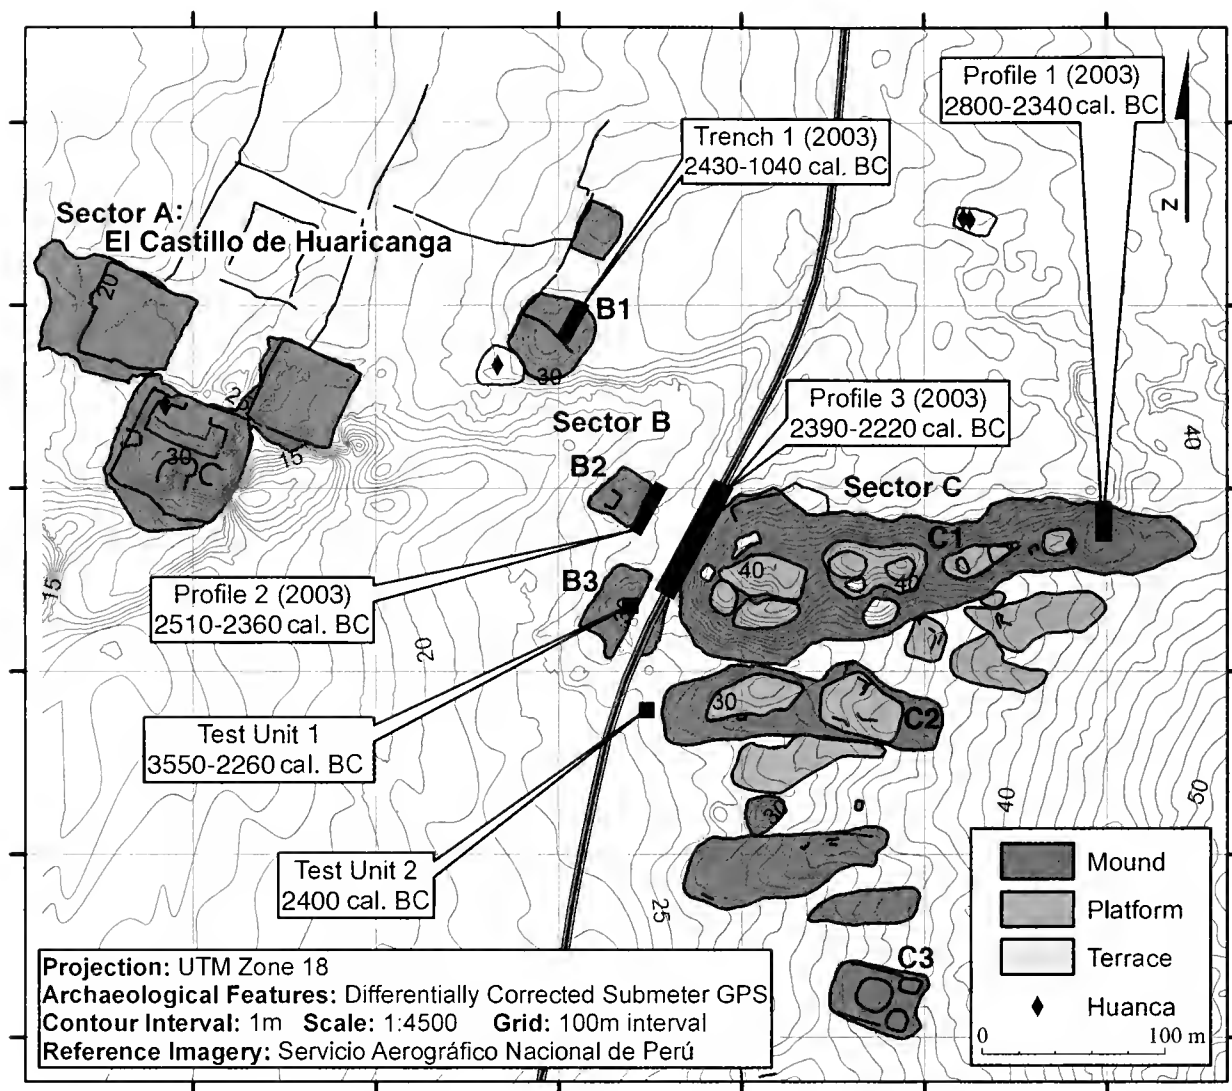 Profile 1 (2003)
2800-2340 cal. BC
Trench 1 (2003)
2430-1040 cal. BC
N
Sector A:
El Castillo de Huaricanga
20
B1
30
Profile 3 (2003)
2390-2220 cal. BC
40
Sector B
15
30
B2
Sector C
C1
40
40
15
Profile 2 (2003)
2510-2360 cal. BC
B3
20
30
C2
Test Unit 1
3550-2260 cal. BC
30
40
50
Test Unit 2
2400 cal. BC
25
C3
Mound
Platform
Terrace
Huanca
0 100 m
Projection: UTM Zone 18
Archaeological Features: Differentially Corrected Submeter GPS
Contour Interval: 1m Scale: 1:4500 Grid: 100m interval
Reference Imagery: Servicio Aerográfico Nacional de Perú